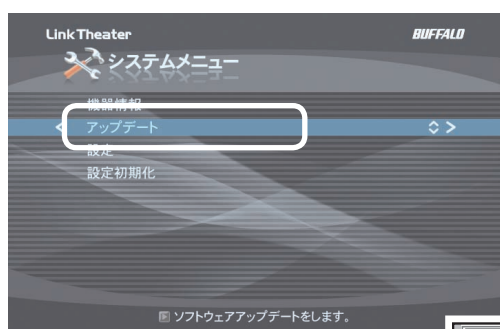 LinkTheater
BUFFALO
システムメニュー
機器情報
アップデート
設定
設定初期化
ソフトウェアアップデートをします。